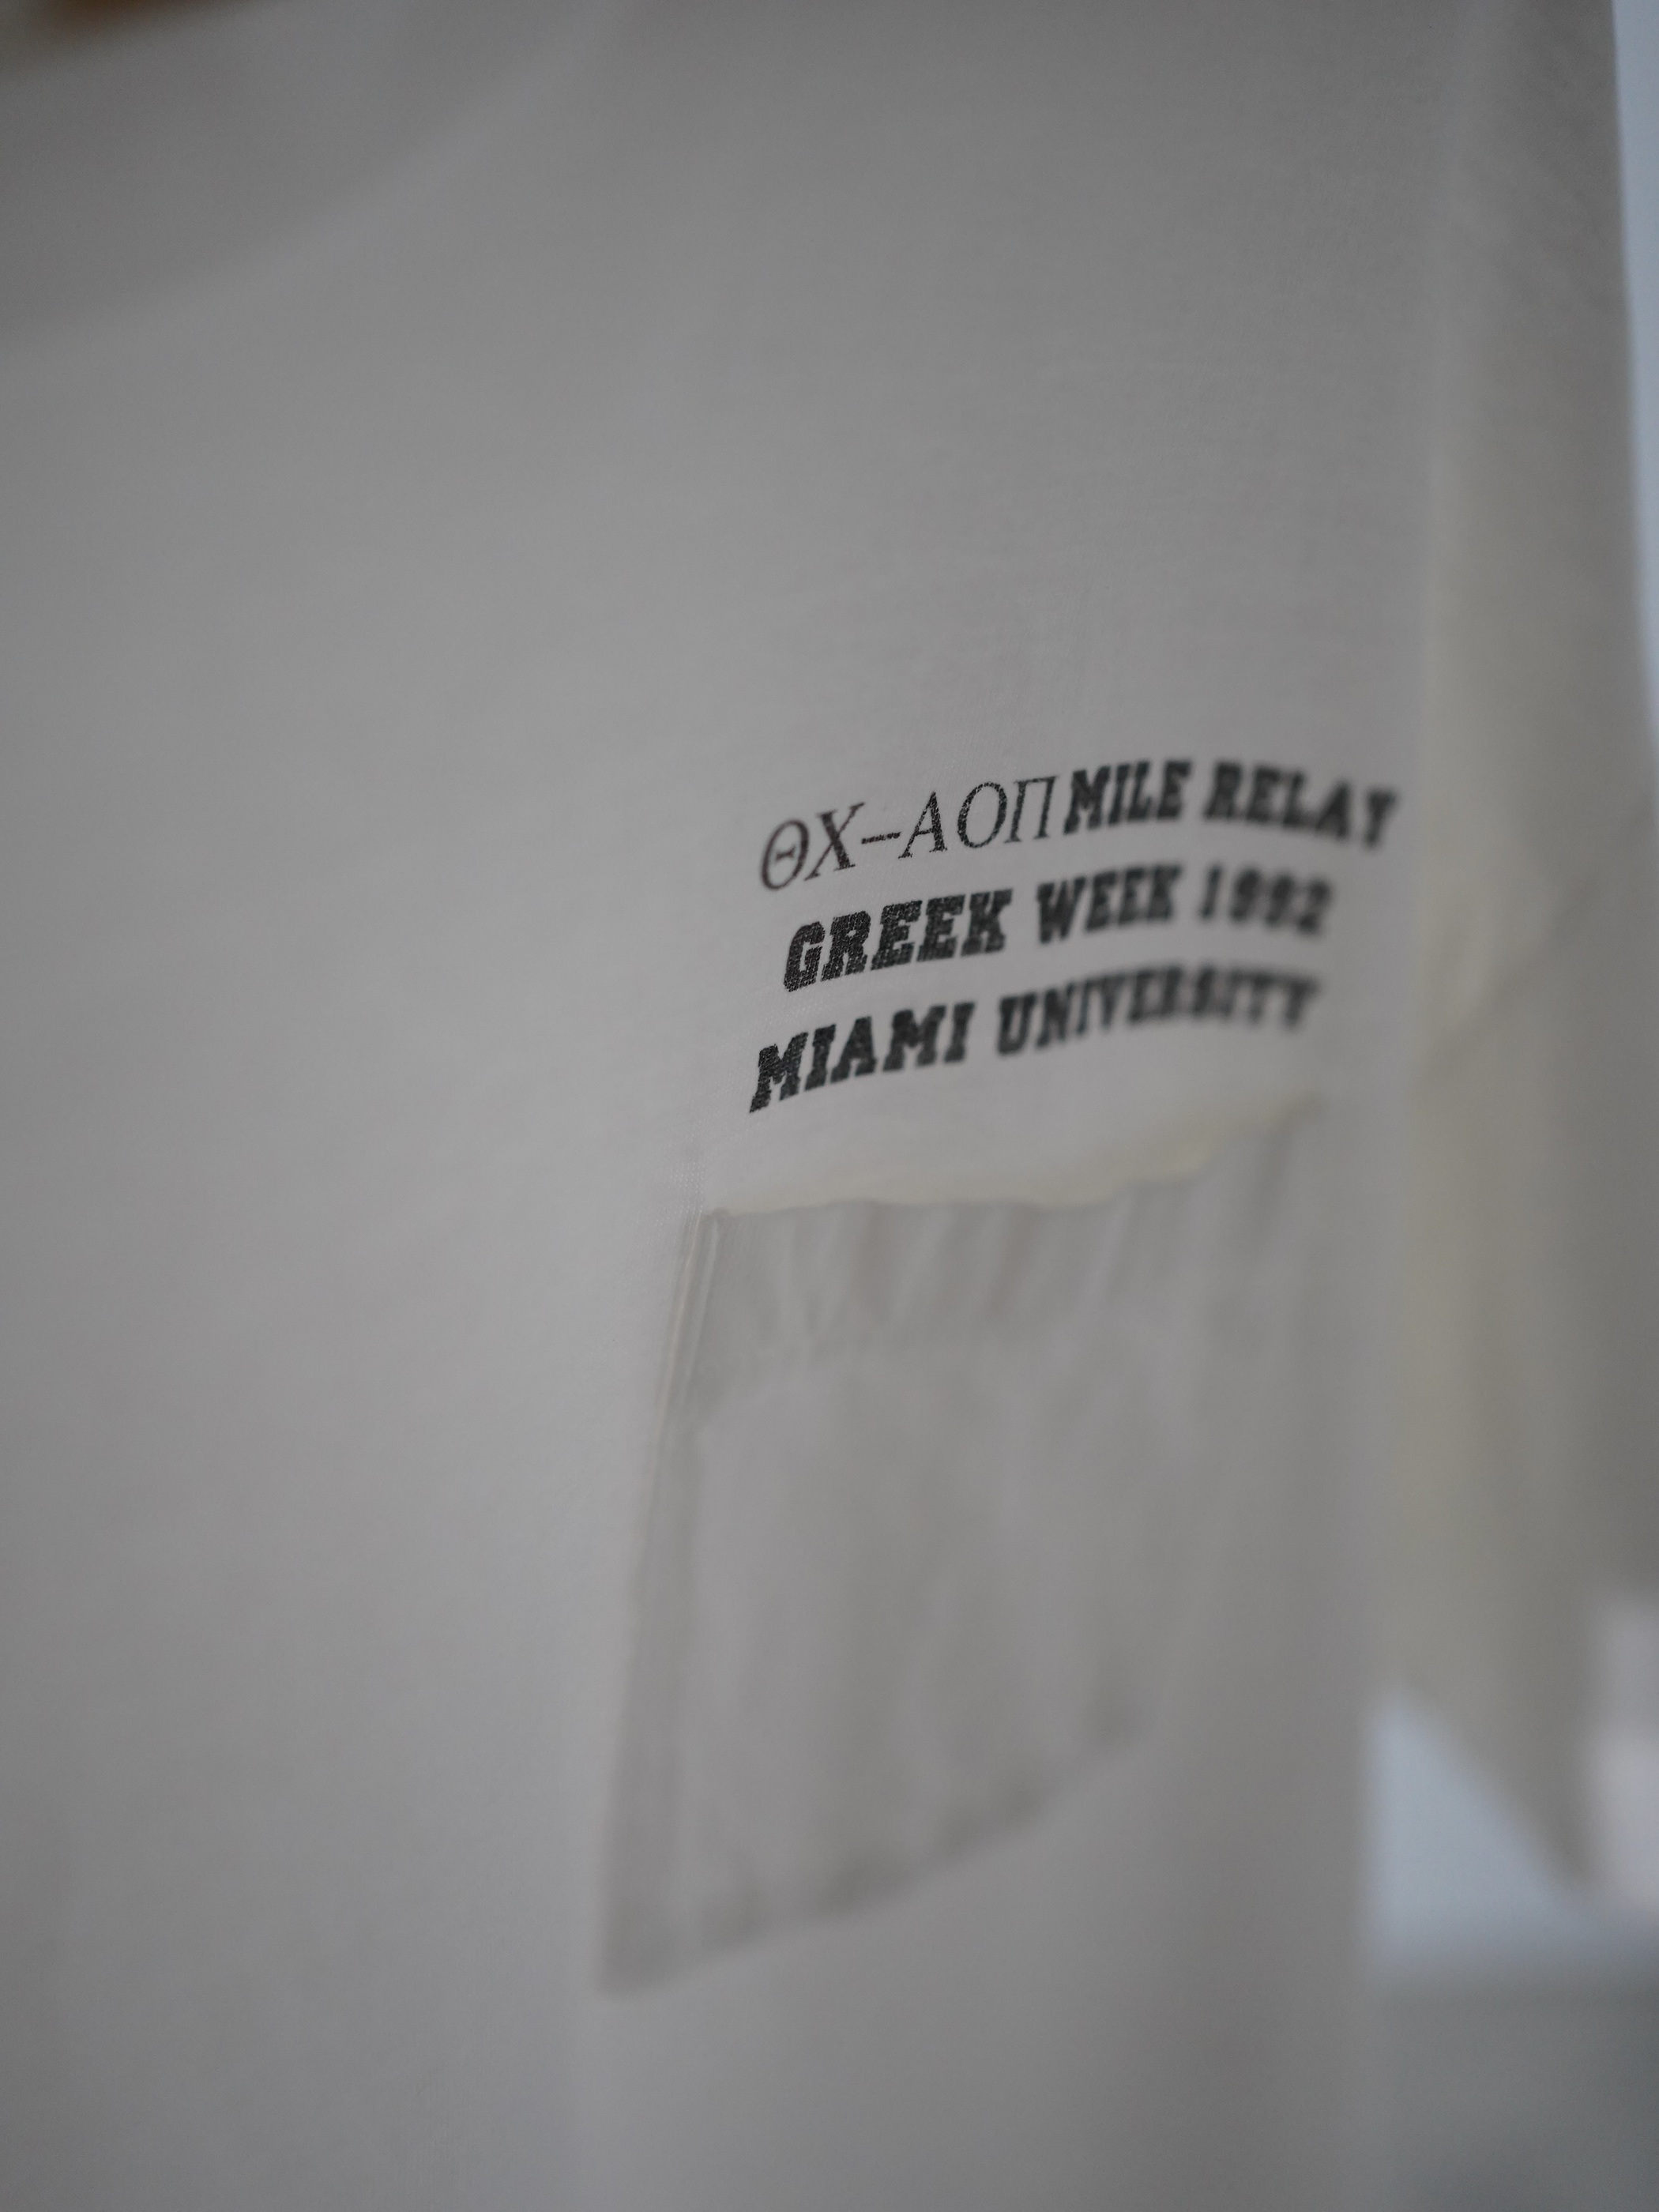 ΘΧ–ΑΟΠ MILE RELAY
GREEK WEEK 1992
MIAMI UNIVERSITY